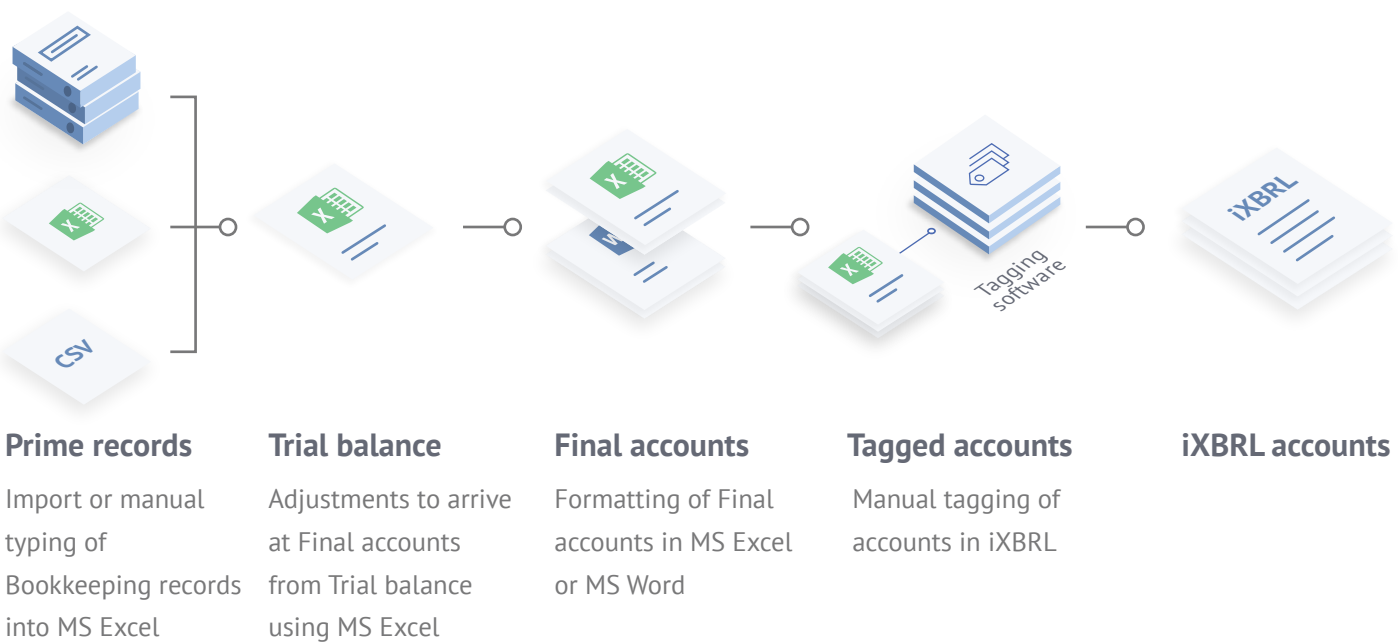 X
CSV
X
X
W
X
Tagging
software
iXBRL
Prime records
Import or manual
typing of
Bookkeeping records
into MS Excel
Trial balance
Adjustments to arrive
at Final accounts
from Trial balance
using MS Excel
Final accounts
Formatting of Final
accounts in MS Excel
or MS Word
Tagged accounts
Manual tagging of
accounts in iXBRL
iXBRL accounts